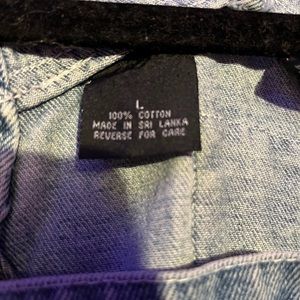 L
100% COTTON
MADE IN SRI LANKA
REVERSE FOR CARE